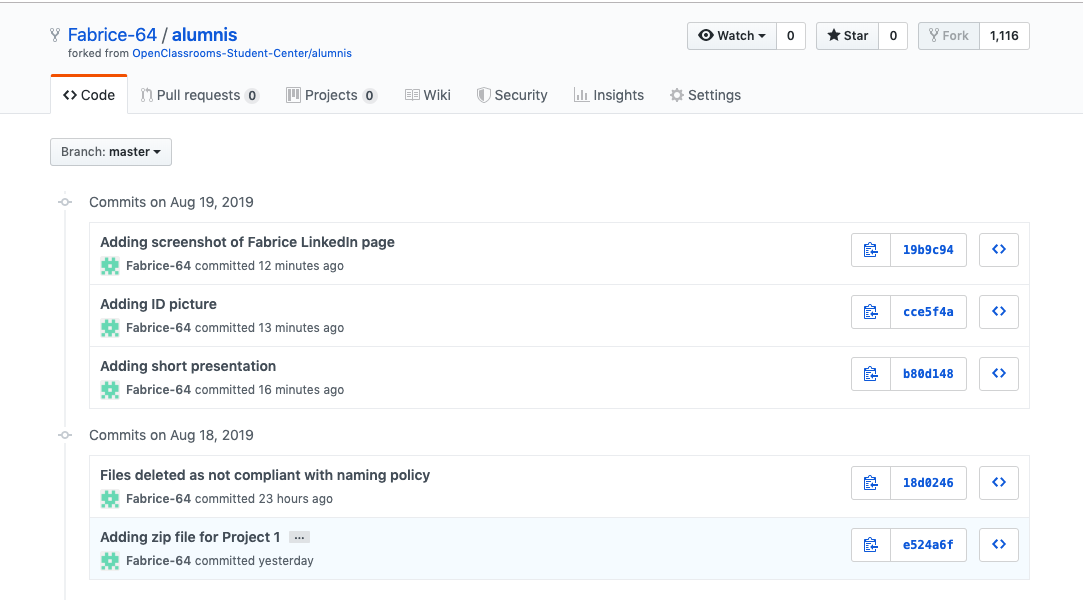 Fabrice-64 / alumnis
forked from OpenClassrooms-Student-Center/alumnis
Watch 0 Star 0 Fork 1,116
Code Pull requests 0 Projects 0 Wiki Security Insights Settings
Branch: master
Commits on Aug 19, 2019
Adding screenshot of Fabrice LinkedIn page
Fabrice-64 committed 12 minutes ago
19b9c94
Adding ID picture
Fabrice-64 committed 13 minutes ago
cce5f4a
Adding short presentation
Fabrice-64 committed 16 minutes ago
b80d148
Commits on Aug 18, 2019
Files deleted as not compliant with naming policy
Fabrice-64 committed 23 hours ago
18d0246
Adding zip file for Project 1 …
Fabrice-64 committed yesterday
e524a6f